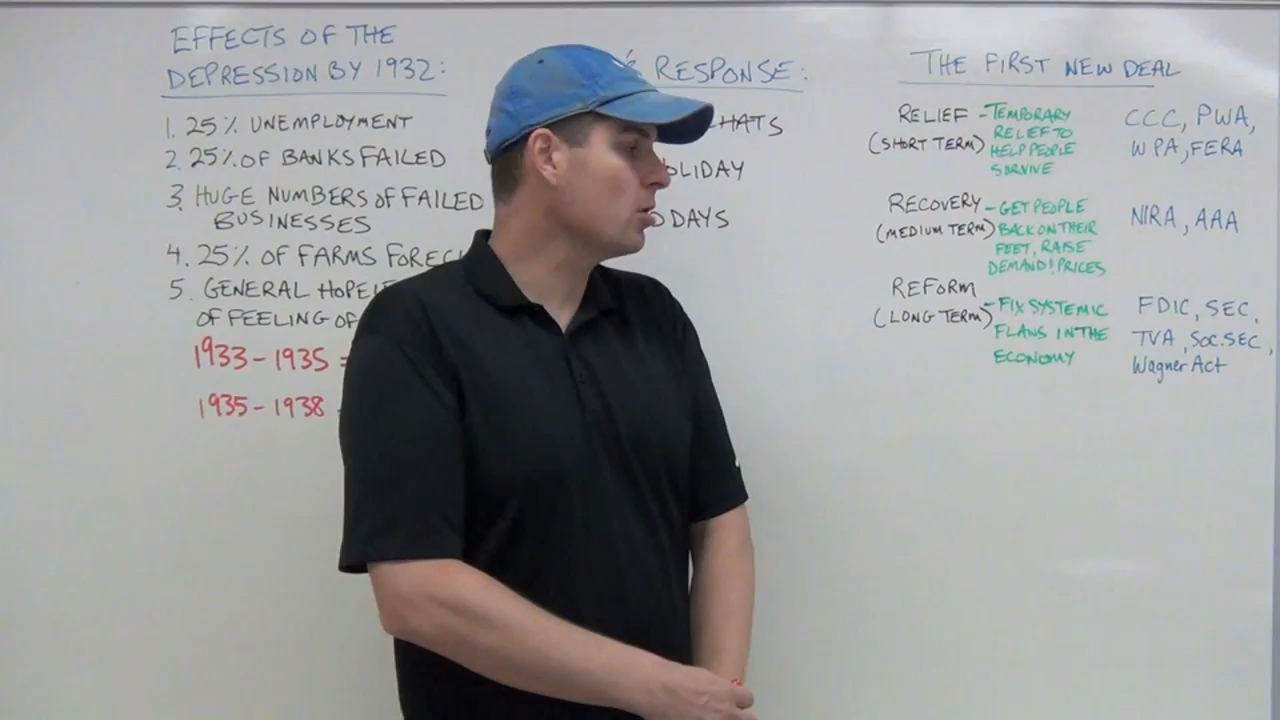 EFFECTS OF THE
DEPRESSION BY 1932:
1. 25% UNEMPLOYMENT
2. 25% OF BANKS FAILED
3. HUGE NUMBERS OF FAILED
BUSINESSES
4. 25% OF FARMS
5. GENERAL
OF FEELING OF
1933 - 1935 =
1935 - 1938
RESPONSE:
DAYS
THE FIRST NEW DEAL
RELIEF - TEMPORARY
(SHORT TERM) RELIEF TO
HELP PEOPLE
SURVIVE
CCC, PWA,
WPA, FERA
RECOVERY - GET PEOPLE
(MEDIUM TERM) BACK ON THEIR
FEET, RAISE
DEMAND! PRICES
NIRA, AAA
REFORM
(LONG TERM) - FIX SYSTEMIC
FLAWS IN THE
ECONOMY
FDIC, SEC,
TVA, SOC. SEC,
Wagner Act